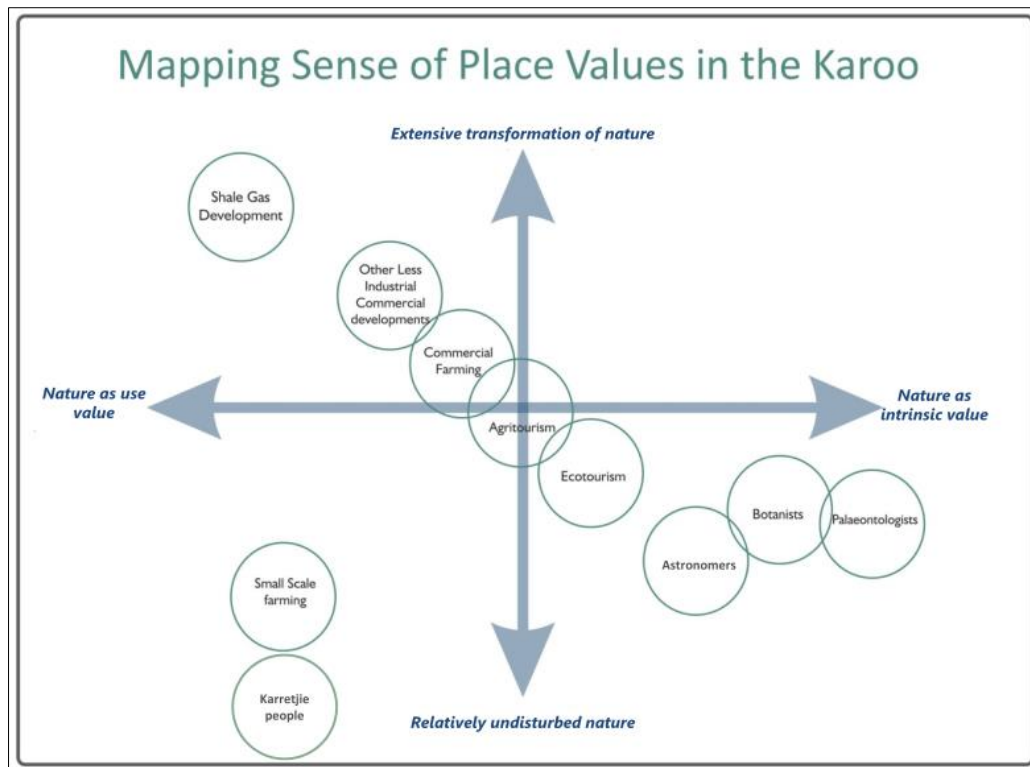 Mapping Sense of Place Values in the Karoo
Extensive transformation of nature
Shale Gas
Development
Other Less
Industrial
Commercial
developments
Commercial
Farming
Nature as use
value
Nature as
intrinsic value
Agritourism
Ecotourism
Botanists
Palaeontologists
Astronomers
Small Scale
farming
Karretjie
people
Relatively undisturbed nature